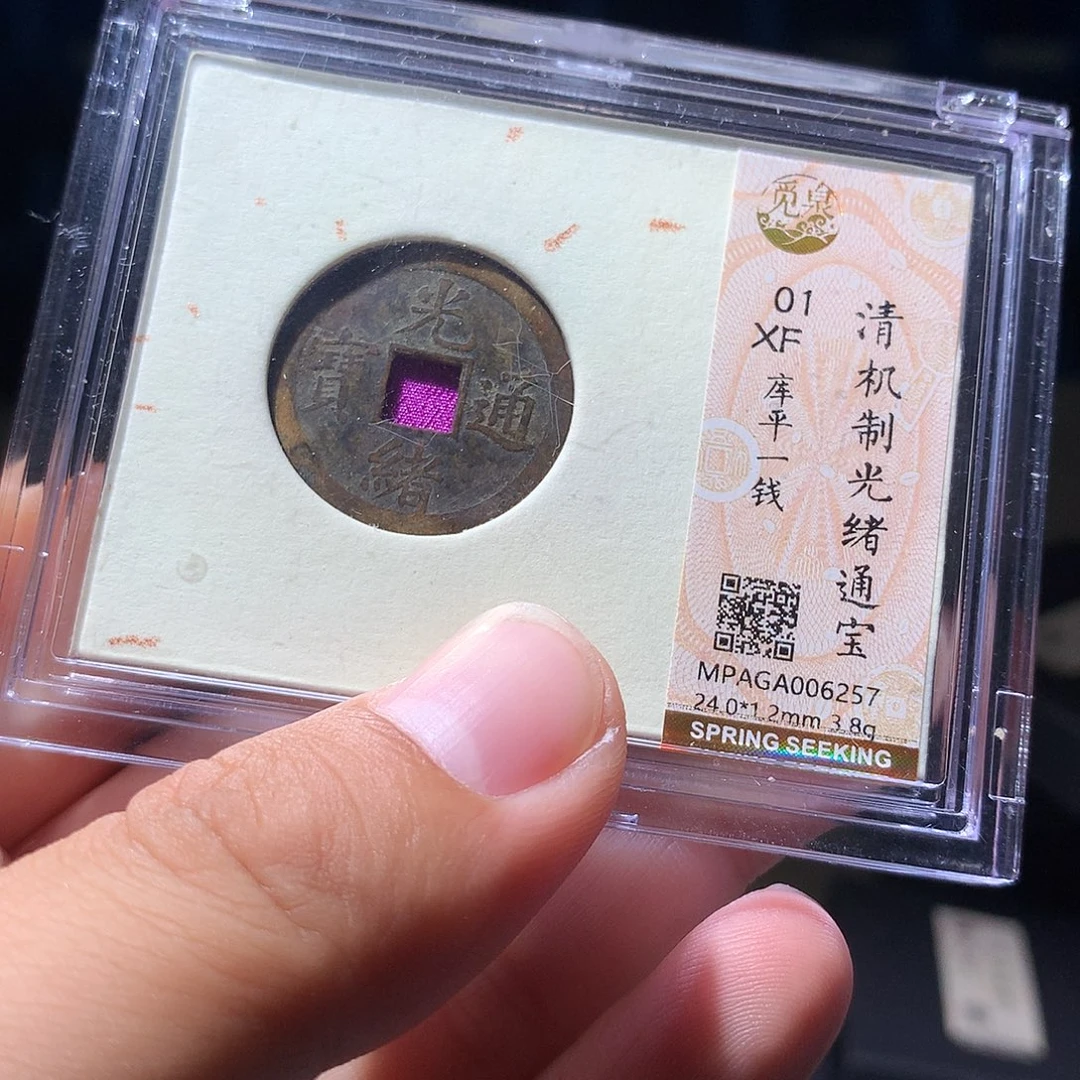 光
緒
通
寶
觅泉
清机制光绪通宝
01
XF
库平一钱
MPAGA006257
24.0*1.2mm 3.8g
SPRING SEEKING